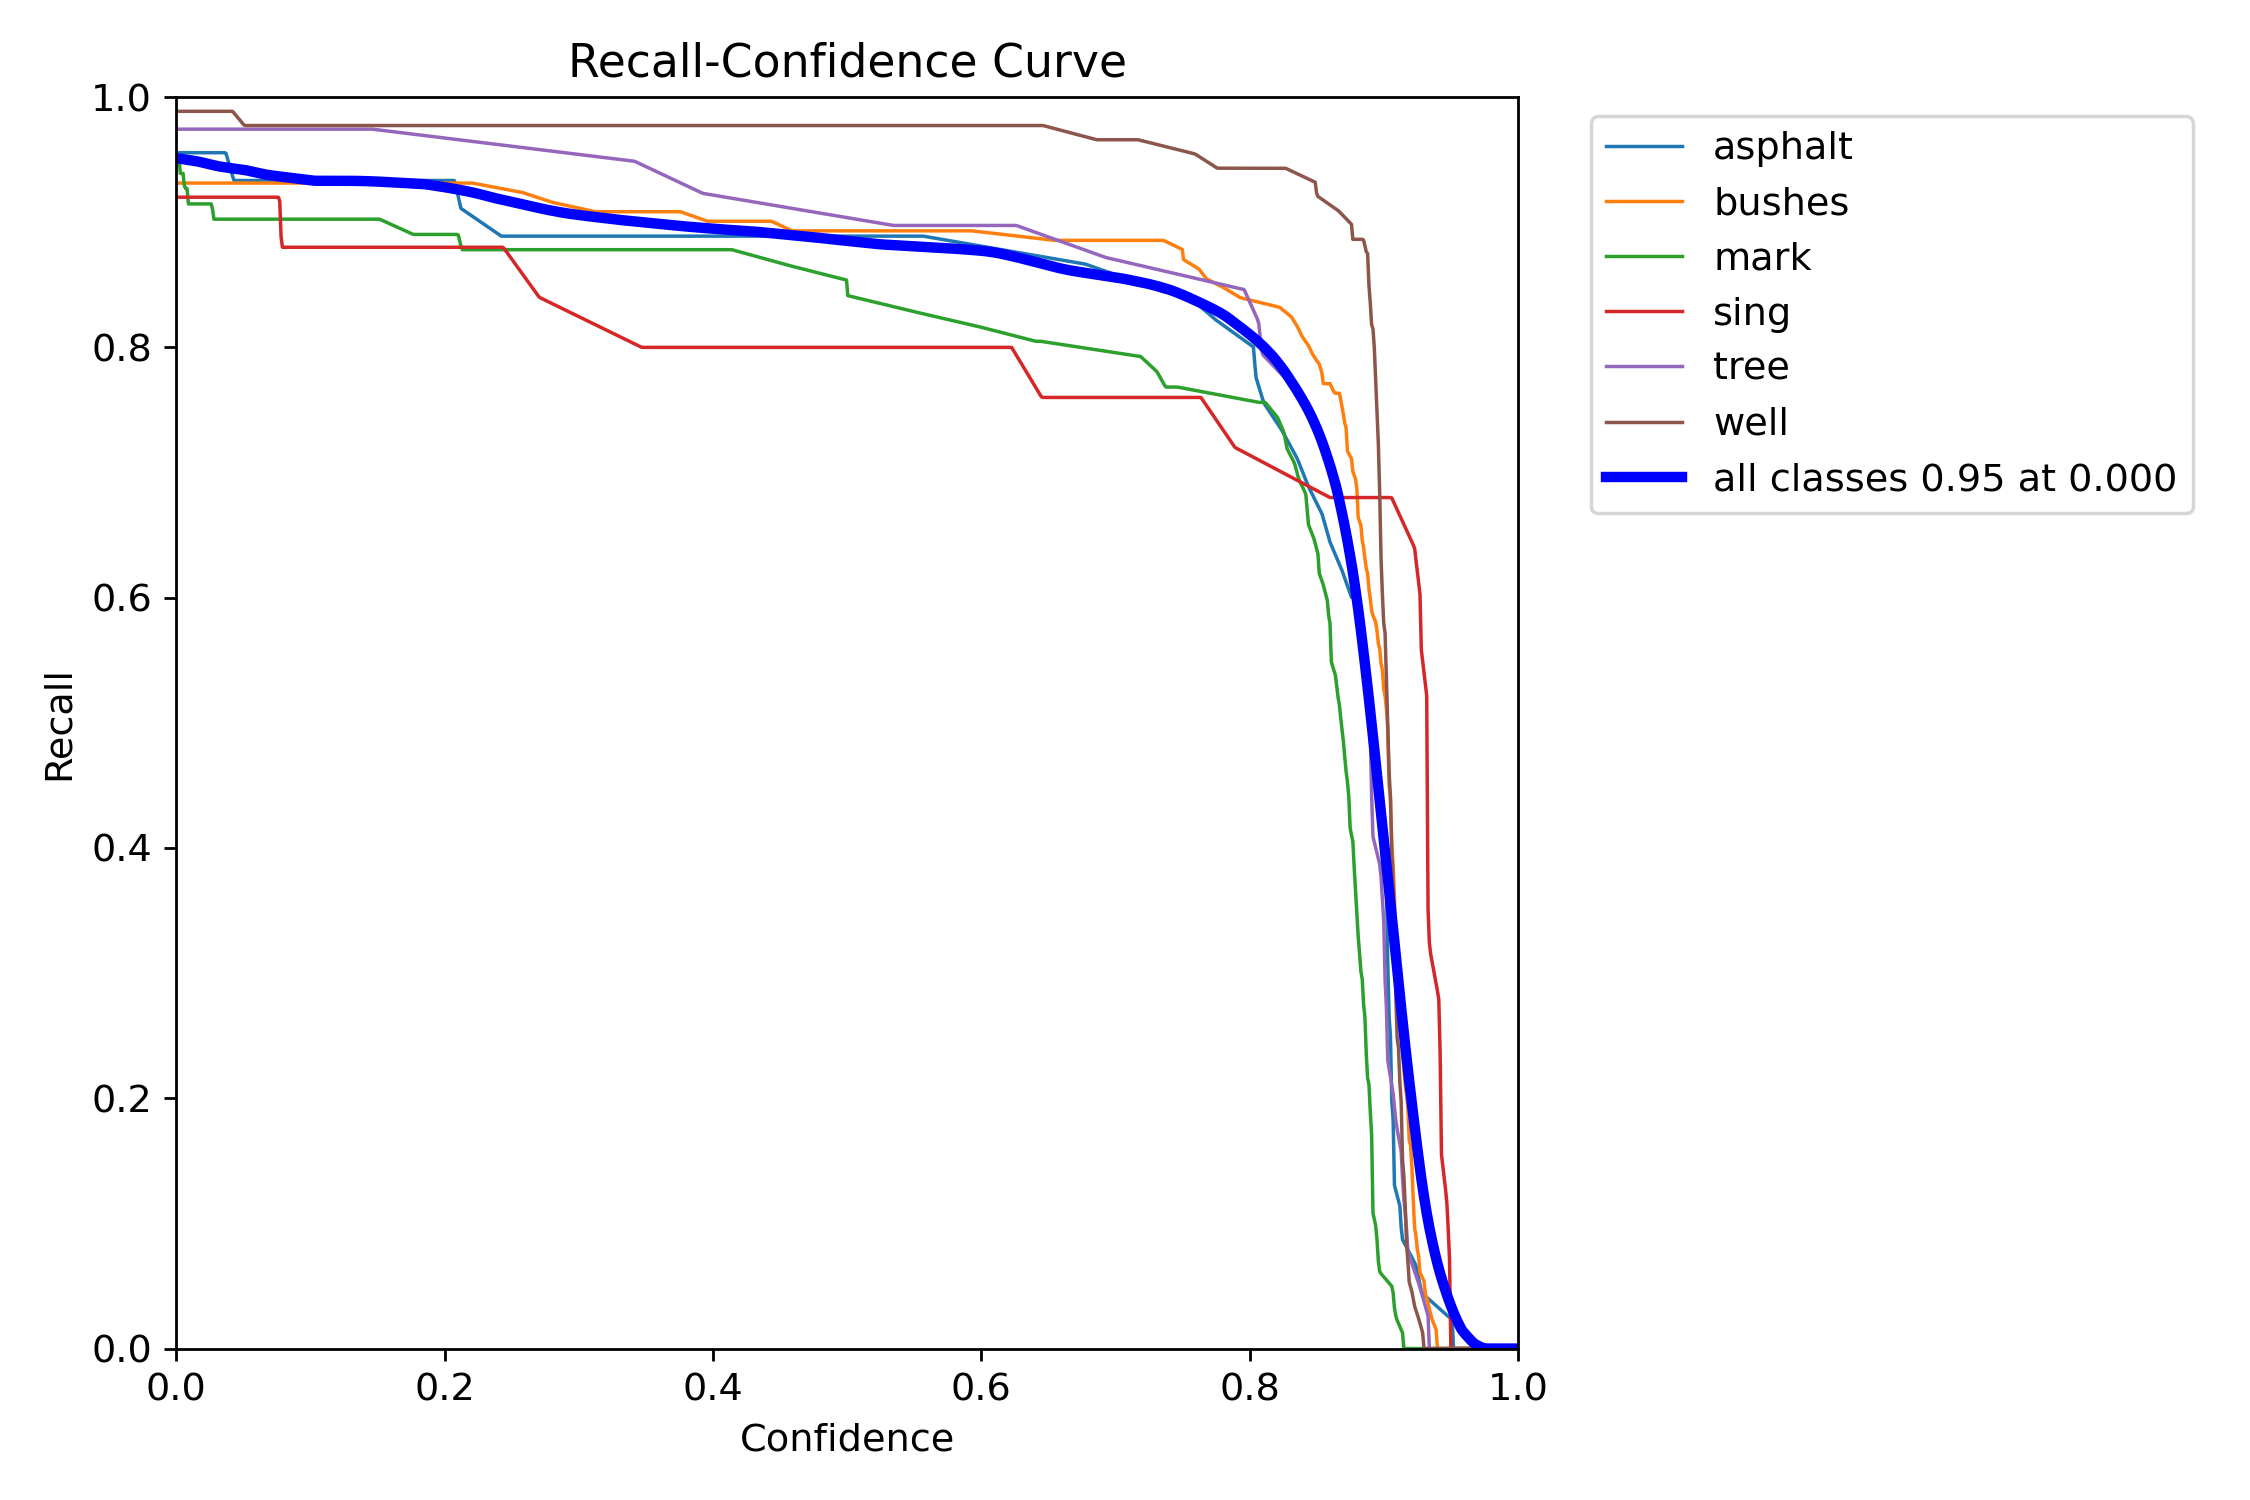 Recall-Confidence Curve
1.0
0.8
0.6
0.4
0.2
0.0
Recall
0.0 0.2 0.4 0.6 0.8 1.0
Confidence
asphalt
bushes
mark
sing
tree
well
all classes 0.95 at 0.000